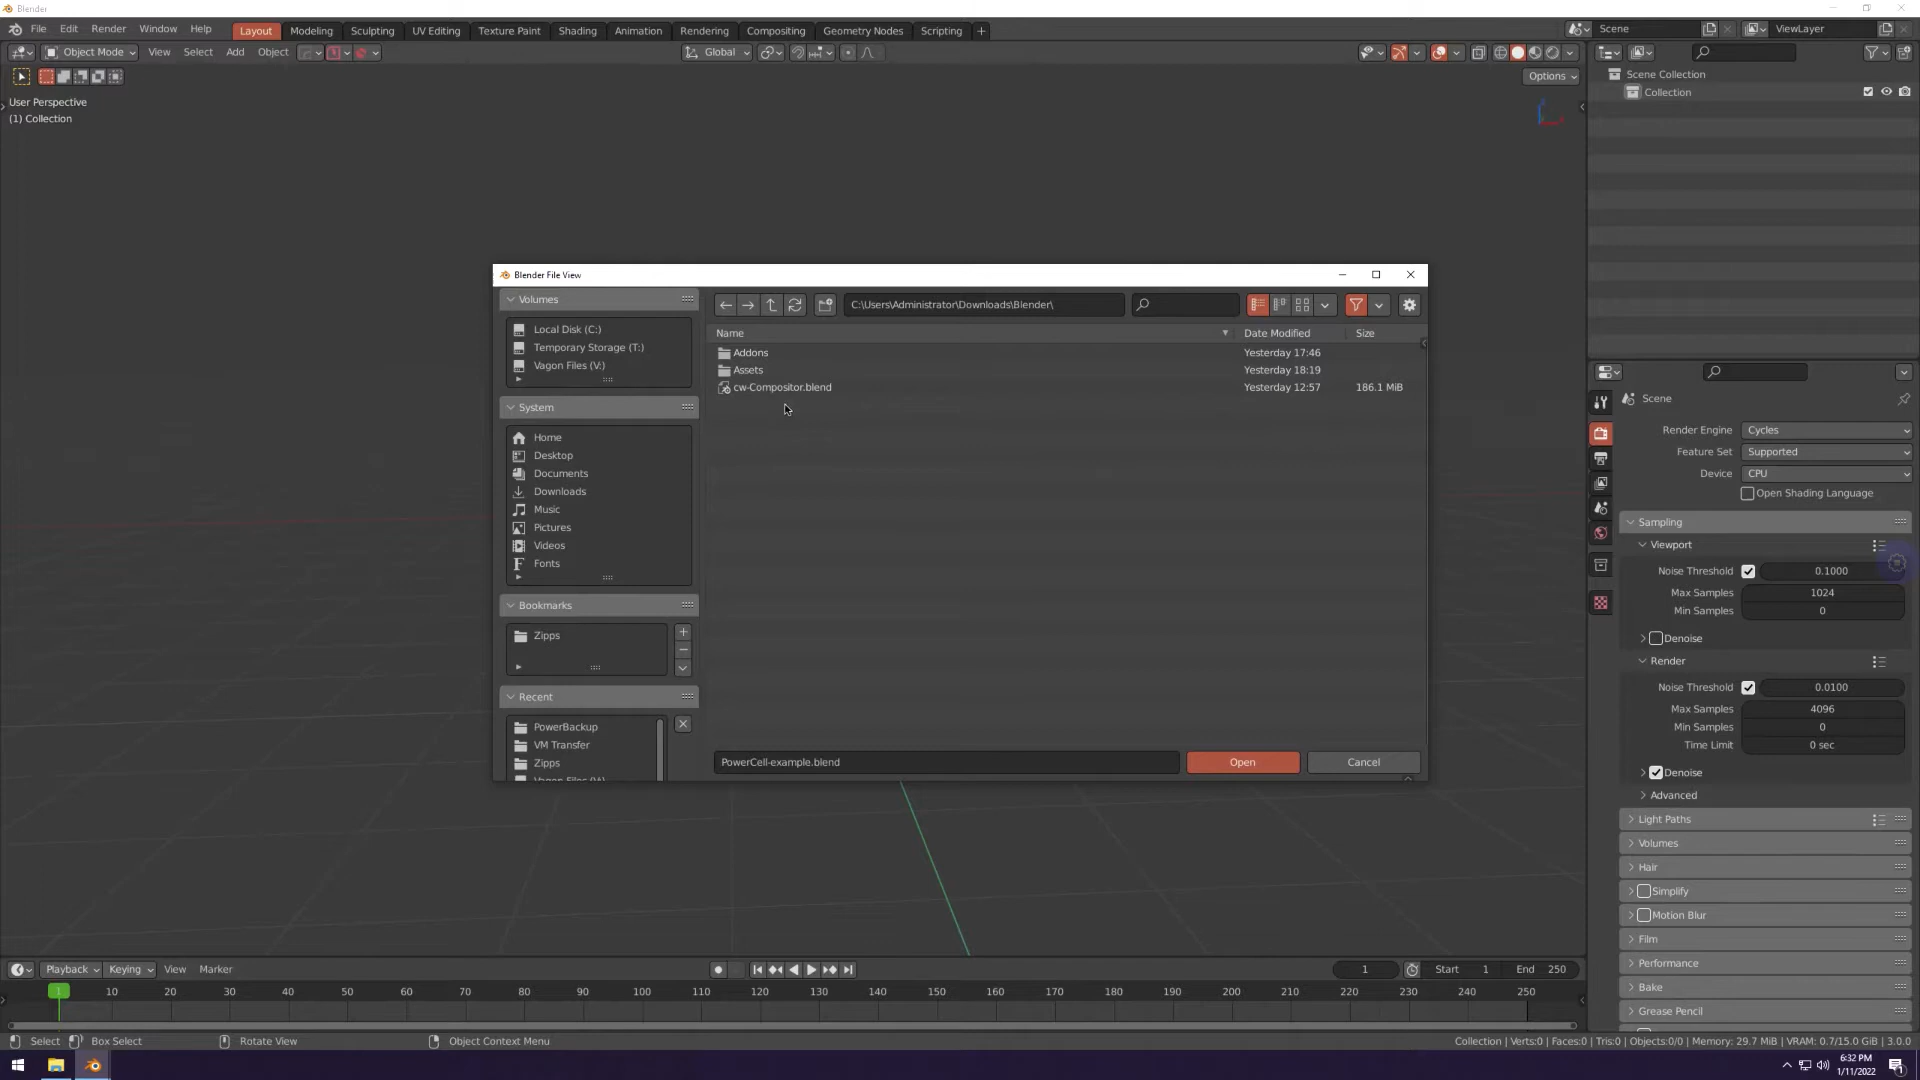 Blender
File Edit Render Window Help Layout Modeling Sculpting UV Editing Texture Paint Shading Animation Rendering Compositing Geometry Nodes Scripting + Scene ViewLayer
Object Mode View Select Add Object Global
Options
User Perspective
(1) Collection
Scene Collection
Collection
Blender File View
Volumes
Local Disk (C:)
Temporary Storage (T:)
Vagon Files (V:)
System
Home
Desktop
Documents
Downloads
Music
Pictures
Videos
Fonts
Bookmarks
Zipps
Recent
PowerBackup
VM Transfer
Zipps
C:\Users\Administrator\Downloads\Blender\
Name Date Modified Size
Addons Yesterday 17:46
Assets Yesterday 18:19
cw-Compositor.blend Yesterday 12:57 186.1 MiB
PowerCell-example.blend Open Cancel
Scene
Render Engine Cycles
Feature Set Supported
Device CPU
Open Shading Language
Sampling
Viewport
Noise Threshold 0.1000
Max Samples 1024
Min Samples 0
Denoise
Render
Noise Threshold 0.0100
Max Samples 4096
Min Samples 0
Time Limit 0 sec
Denoise
Advanced
Light Paths
Volumes
Hair
Simplify
Motion Blur
Film
Performance
Bake
Grease Pencil
Playback Keying View Marker 1 Start 1 End 250
1 10 20 30 40 50 60 70 80 90 100 110 120 130 140 150 160 170 180 190 200 210 220 230 240 250
Select Box Select Rotate View Object Context Menu Collection | Verts:0 | Faces:0 | Tris:0 | Objects:0/0 | Memory: 29.7 MiB | VRAM: 0.7/15.0 GiB | 3.0.0
6:32 PM
1/11/2022